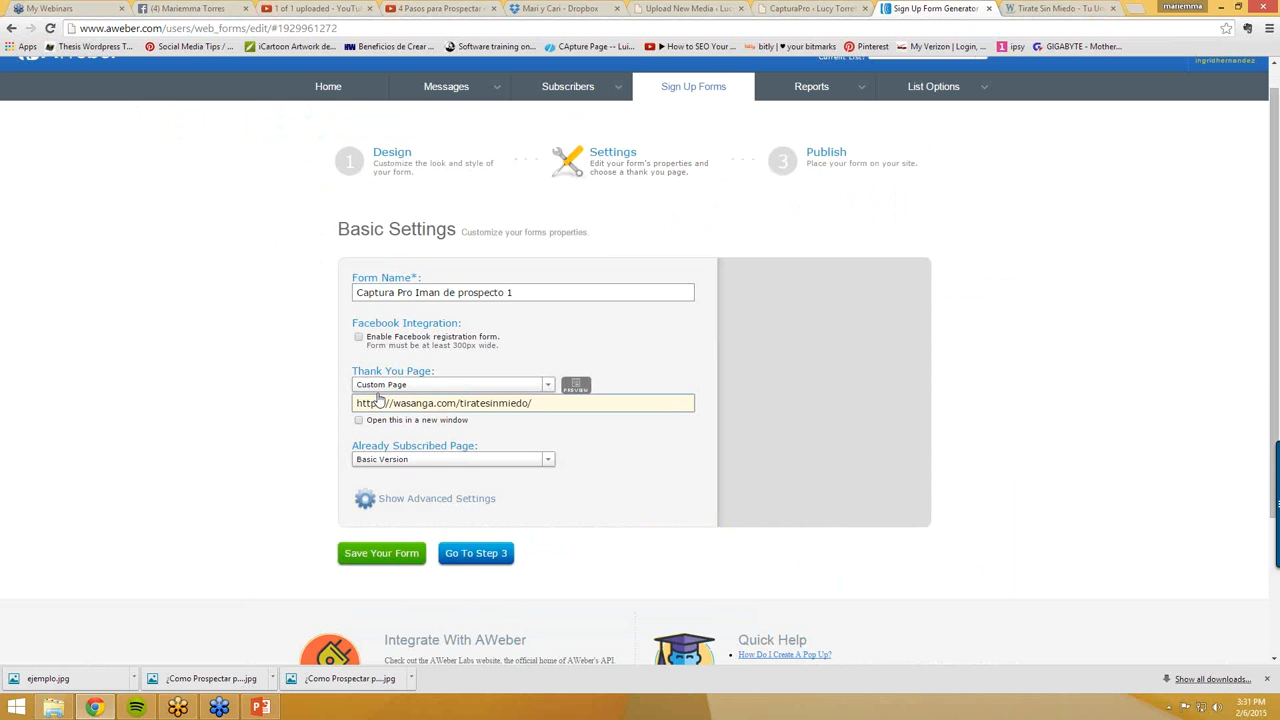 My Webinars
(4) Mariemma Torres
1 of 1 uploaded - YouTu
4 Pasos para Prospectar
Mari y Cari - Dropbox
Upload New Media ‹ Luc
CapturaPro — Lucy Torret
Sign Up Form Generator
Tirate Sin Miedo - Tu U
mariemma
www.aweber.com/users/web_forms/edit/#1929961272
Apps
Thesis Wordpress T...
Social Media Tips / ...
iCartoon Artwork de...
Beneficios de Crear ...
Software training on...
CApture Page -- Lui...
How to SEO Your ...
bitly | ♥ your bitmarks
Pinterest
My Verizon | Login, ...
ipsy
GIGABYTE - Mother...
ingridhernandez
Home
Messages
Subscribers
Sign Up Forms
Reports
List Options
1
Design
Customize the look and style of
your form.
Settings
Edit your form's properties and
choose a thank you page.
3
Publish
Place your form on your site.
Basic Settings Customize your forms properties.
Form Name*:
Captura Pro Iman de prospecto 1
Facebook Integration:
Enable Facebook registration form.
Form must be at least 300px wide.
Thank You Page:
Custom Page
PREVIEW
http://wasanga.com/tiratesinmiedo/
Open this in a new window
Already Subscribed Page:
Basic Version
Show Advanced Settings
Save Your Form
Go To Step 3
Integrate With AWeber
Check out the AWeber Labs website, the official home of AWeber's API.
Quick Help
How Do I Create A Pop Up?
ejemplo.jpg
¿Como Prospectar p....jpg
¿Como Prospectar p....jpg
Show all downloads...
3:31 PM
2/6/2015